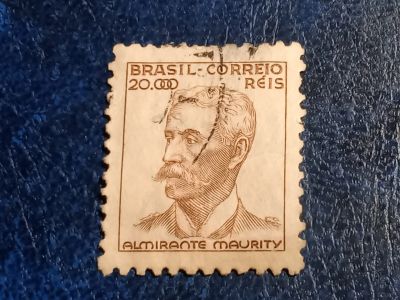 BRASIL-CORREIO
20.000 RÉIS
ALMIRANTE MAURITY